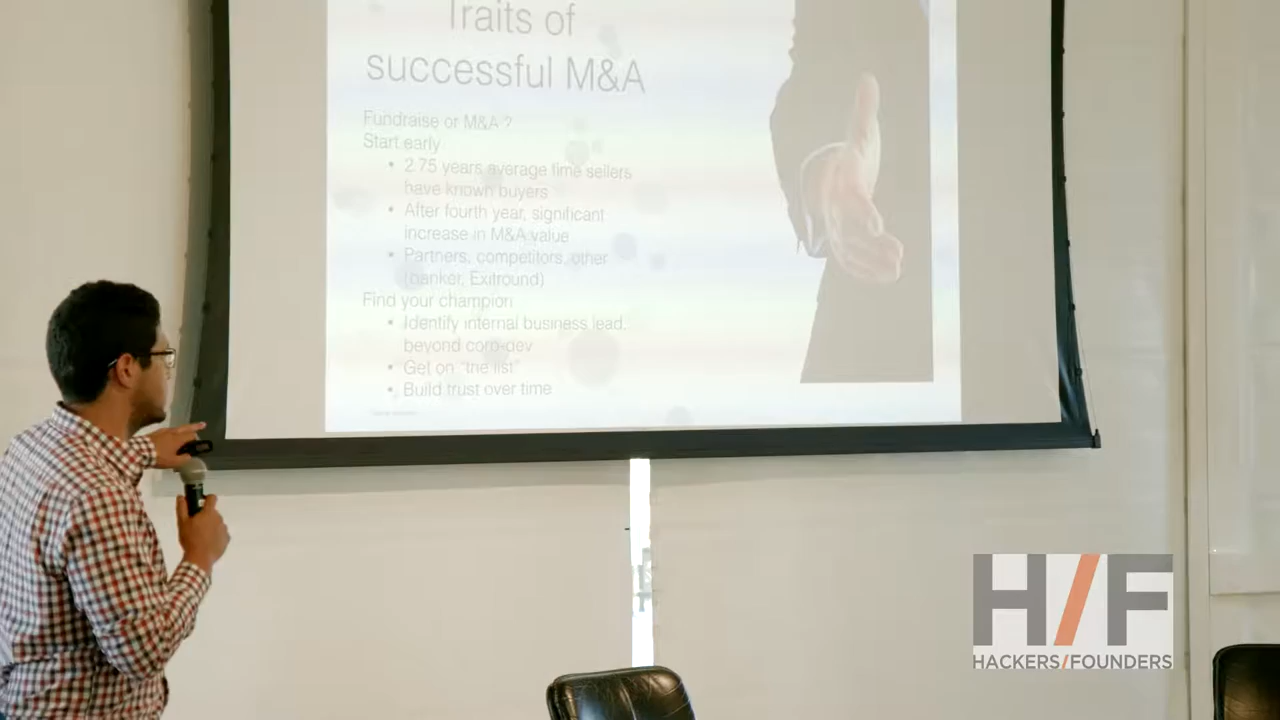 Traits of
successful M&A
Fundraise or M&A ?
Start early
• 2.75 years average time sellers
have known buyers
• After fourth year, significant
increase in M&A value
• Partners, competitors, other
(banker, Exitround)
Find your champion
• Identify internal business lead,
beyond corp-dev
• Get on "the list"
• Build trust over time
H/F
HACKERS/FOUNDERS